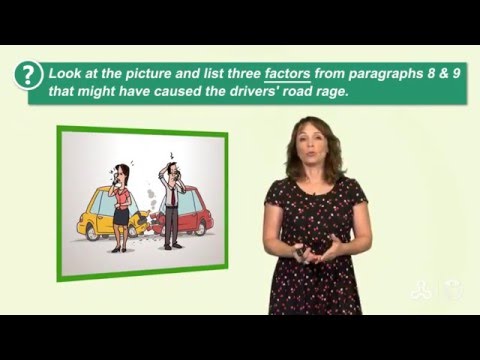 ?
Look at the picture and list three factors from paragraphs 8 & 9
that might have caused the drivers' road rage.